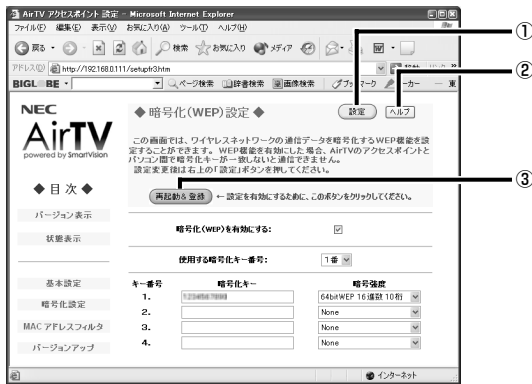 AirTV アクセスポイント 設定 - Microsoft Internet Explorer
ファイル(F) 編集(E) 表示(V) お気に入り(A) ツール(T) ヘルプ(H)
戻る 検索 お気に入り メディア
アドレス(D) http://192.168.0.111/setupfr3.htm 移動 リンク
BIGLOBE ページ検索 辞書検索 画像検索 ブックマーク
①
②
③
NEC
AirTV
powered by SmartVision
◆ 目 次 ◆
バージョン表示
状態表示
基本設定
暗号化設定
MAC アドレスフィルタ
バージョンアップ
◆ 暗号化(WEP)設定 ◆
設定 ヘルプ
この画面では、ワイヤレスネットワークの通信データを暗号化するWEP機能を設
定することができます。WEP機能を有効にした場合、AirTVのアクセスポイントと
パソコン間で暗号化キーが一致しないと通信できません。
設定変更後は右上の「設定」ボタンを押してください。
再起動& 登録 ← 設定を有効にするために、このボタンをクリックしてください。
暗号化(WEP)を有効にする:
使用する暗号化キー番号: 1番
キー番号 暗号化キー 暗号強度
1. 1234567890 64bitWEP 16進数 10桁
2. None
3. None
4. None
インターネット